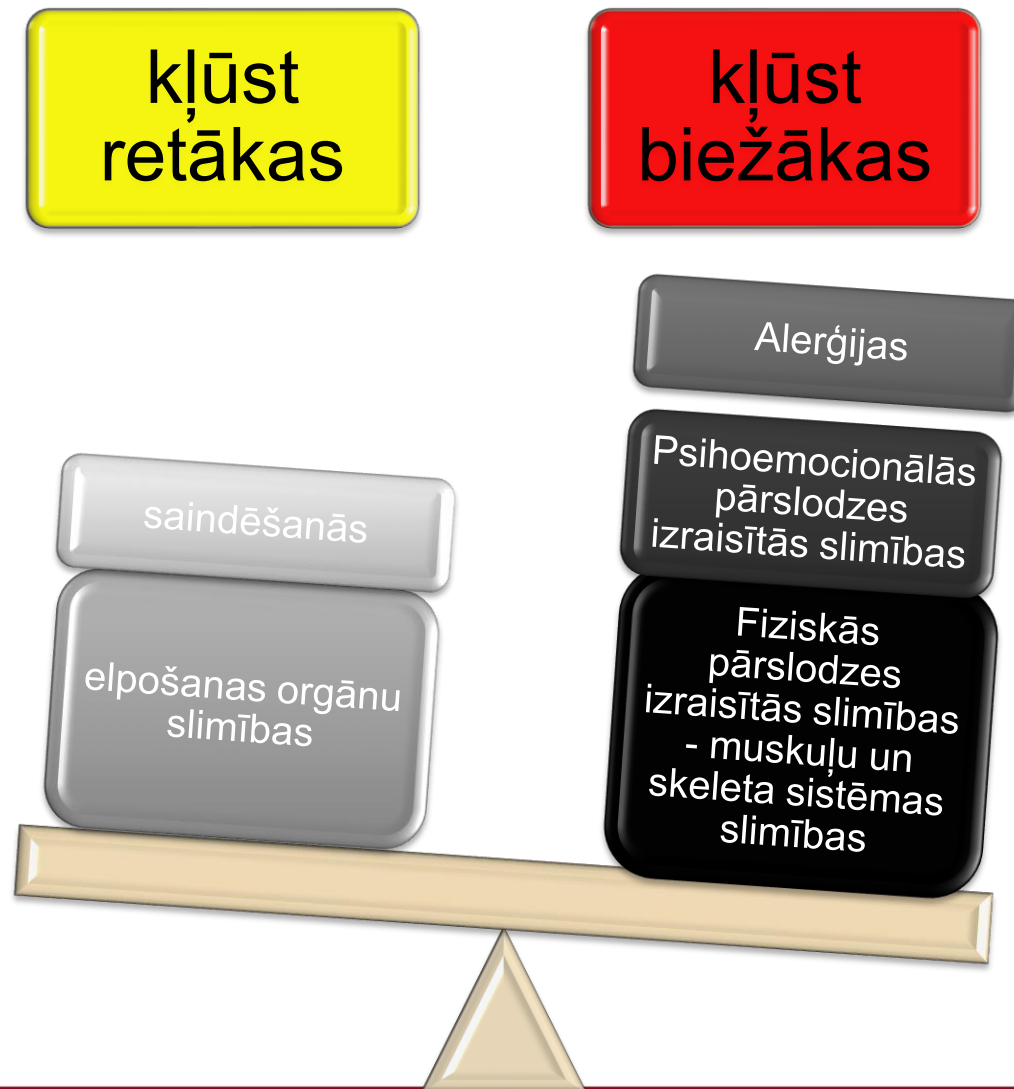 kļūst
retākas
kļūst
biežākas
Alerģijas
Psihoemocionālās
pārslodzes
izraisītās slimības
saindēšanās
elpošanas orgānu
slimības
Fiziskās
pārslodzes
izraisītās slimības
- muskuļu un
skeleta sistēmas
slimības